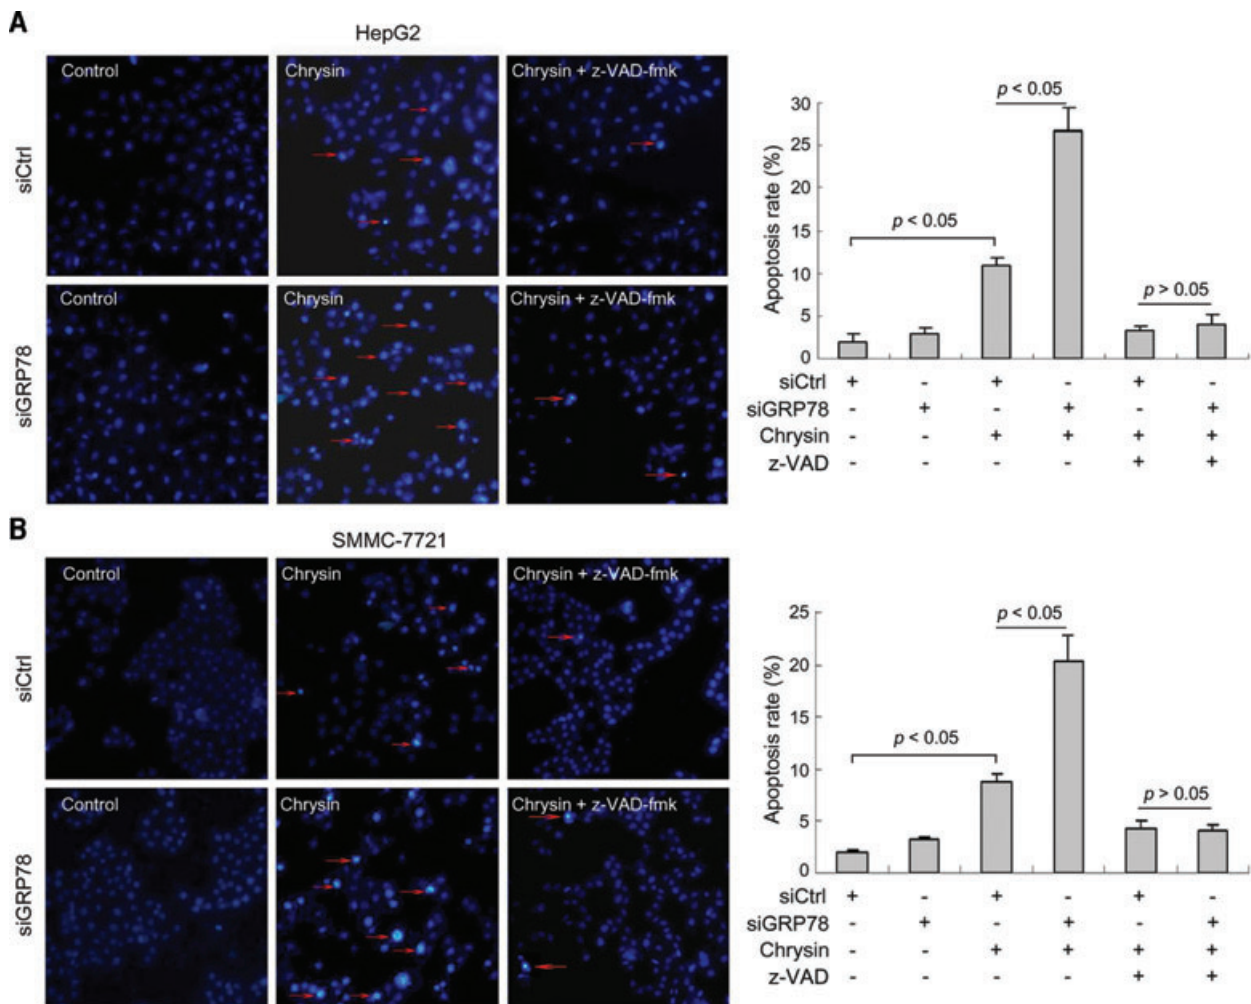 A
HepG2
Control
Chrysin
Chrysin + z-VAD-fmk
siCtrl
Control
Chrysin
Chrysin + z-VAD-fmk
siGRP78
Apoptosis rate (%)
30
25
20
15
10
5
0
p < 0.05
p < 0.05
p > 0.05
siCtrl + - + - + -
siGRP78 - + - + - +
Chrysin - - + + + +
z-VAD - - - - + +
B
SMMC-7721
Control
Chrysin
Chrysin + z-VAD-fmk
siCtrl
Control
Chrysin
Chrysin + z-VAD-fmk
siGRP78
Apoptosis rate (%)
25
20
15
10
5
0
p < 0.05
p < 0.05
p > 0.05
siCtrl + - + - + -
siGRP78 - + - + - +
Chrysin - - + + + +
z-VAD - - - - + +